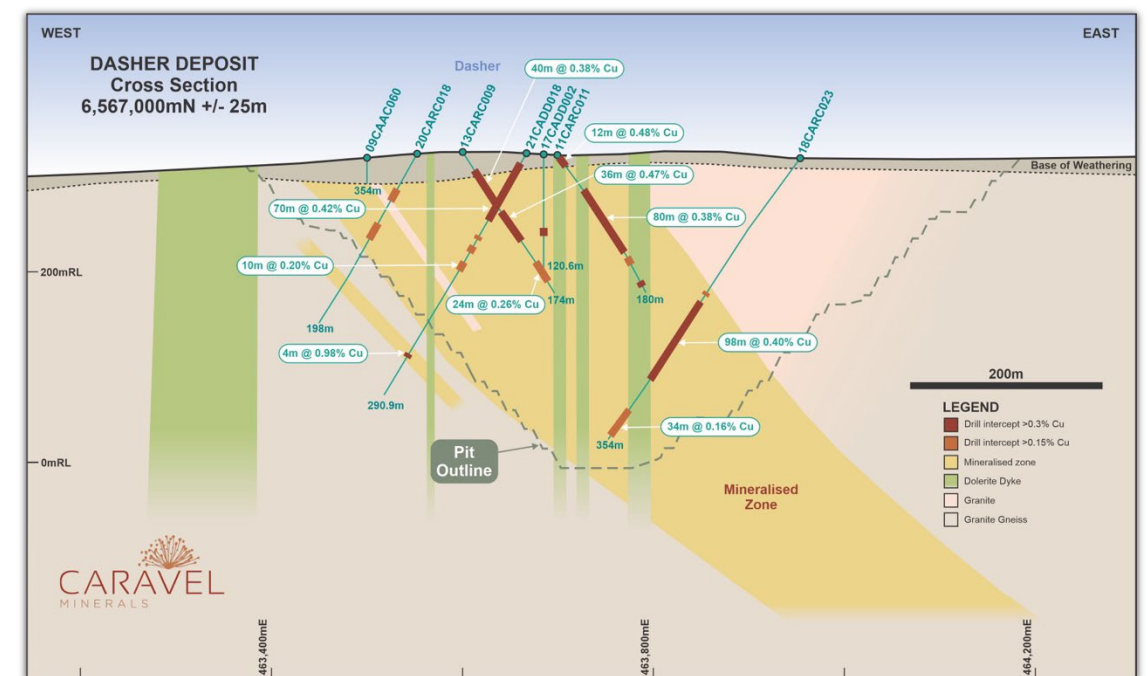 WEST
EAST
DASHER DEPOSIT
Cross Section
6,567,000mN +/- 25m
Dasher
09CAAC060
20CARC018
13CARC009
21CADD018
17CADD002
11CARC011
18CARC023
40m @ 0.38% Cu
12m @ 0.48% Cu
36m @ 0.47% Cu
Base of Weathering
354m
70m @ 0.42% Cu
80m @ 0.38% Cu
10m @ 0.20% Cu
120.6m
200mRL
24m @ 0.26% Cu
174m
180m
198m
4m @ 0.98% Cu
98m @ 0.40% Cu
290.9m
200m
LEGEND
Drill intercept >0.3% Cu
Drill intercept >0.15% Cu
Mineralised zone
Dolerite Dyke
Granite
Granite Gneiss
34m @ 0.16% Cu
354m
0mRL
Pit
Outline
Mineralised
Zone
CARAVEL
MINERALS
463,400mE
463,800mE
464,200mE